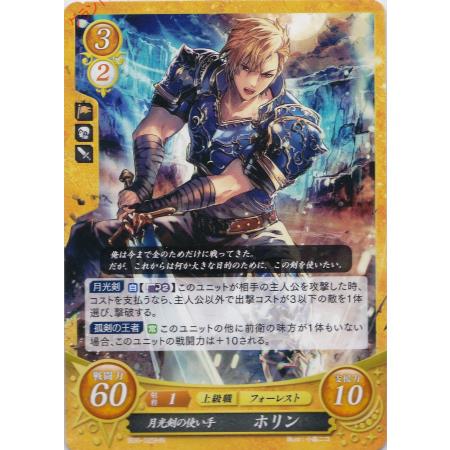 3
2
俺は今まで金のためだけに戦ってきた。
だが、これからは何か大きな目的のために、この剣を使いたい。
月光剣 自 このユニットが相手の主人公を攻撃した時、
コストを支払うなら、主人公以外で出撃コストが3以下の敵を1体
選び、撃破する。
孤剣の王者 常 このユニットの他に前衛の味方が1体もいない
場合、このユニットの戦闘力は+10される。
戦闘力
60
射程 1 上級職 フォーレスト
支援力
10
月光剣の使い手 ホリン